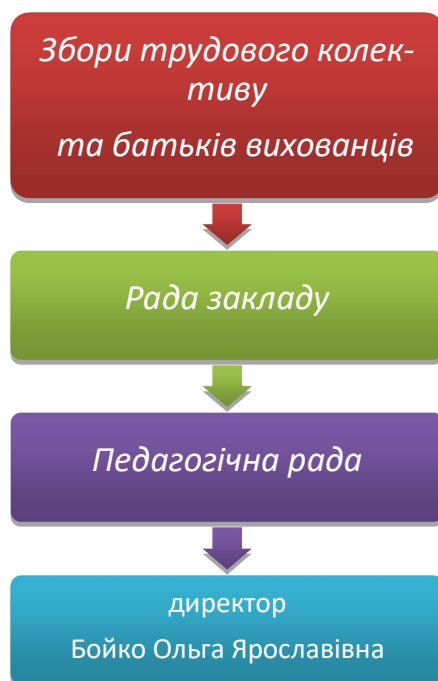 Збори трудового колек-
тиву
та батьків вихованців
Рада закладу
Педагогічна рада
директор
Бойко Ольга Ярославівна